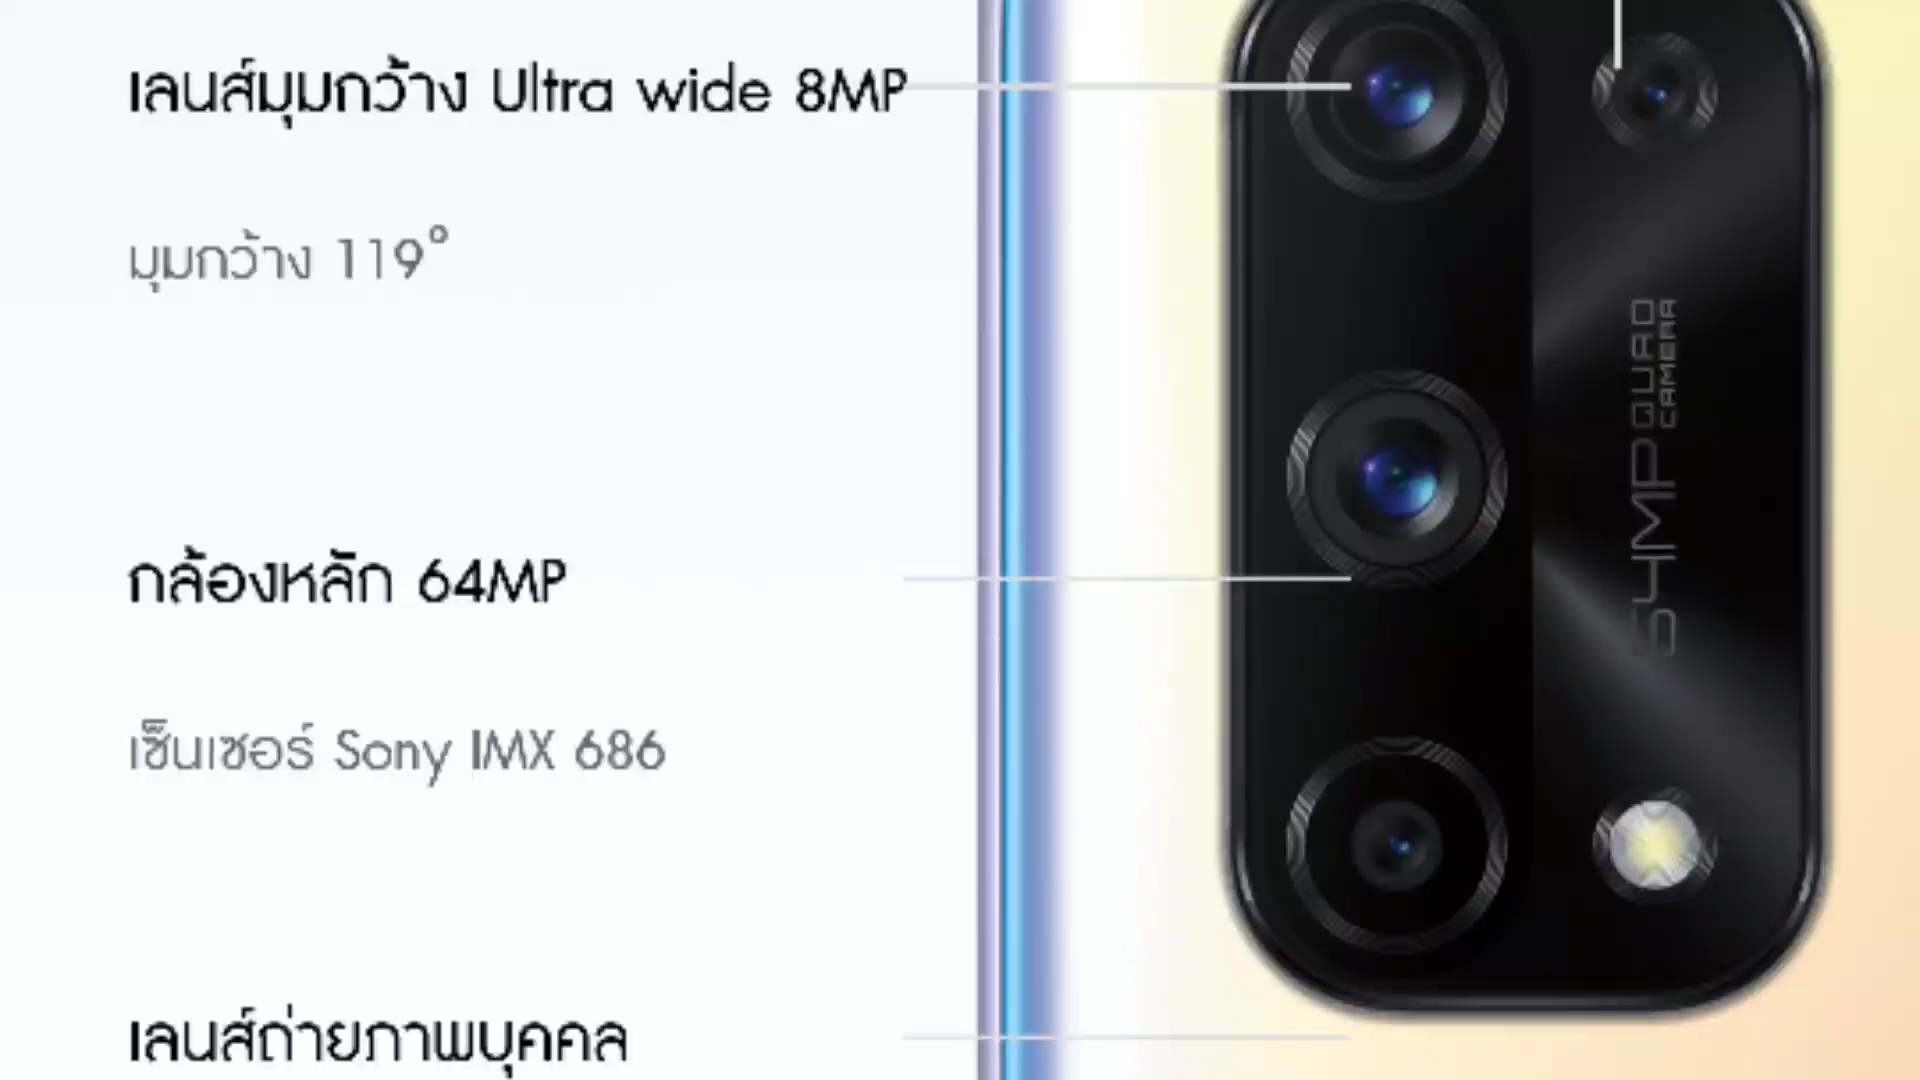 เลนส์มุมกว้าง Ultra wide 8MP
มุมกว้าง 119°
กล้องหลัก 64MP
เซ็นเซอร์ Sony IMX 686
เลนส์ถ่ายภาพบุคคล
64MP QUAD
CAMERA